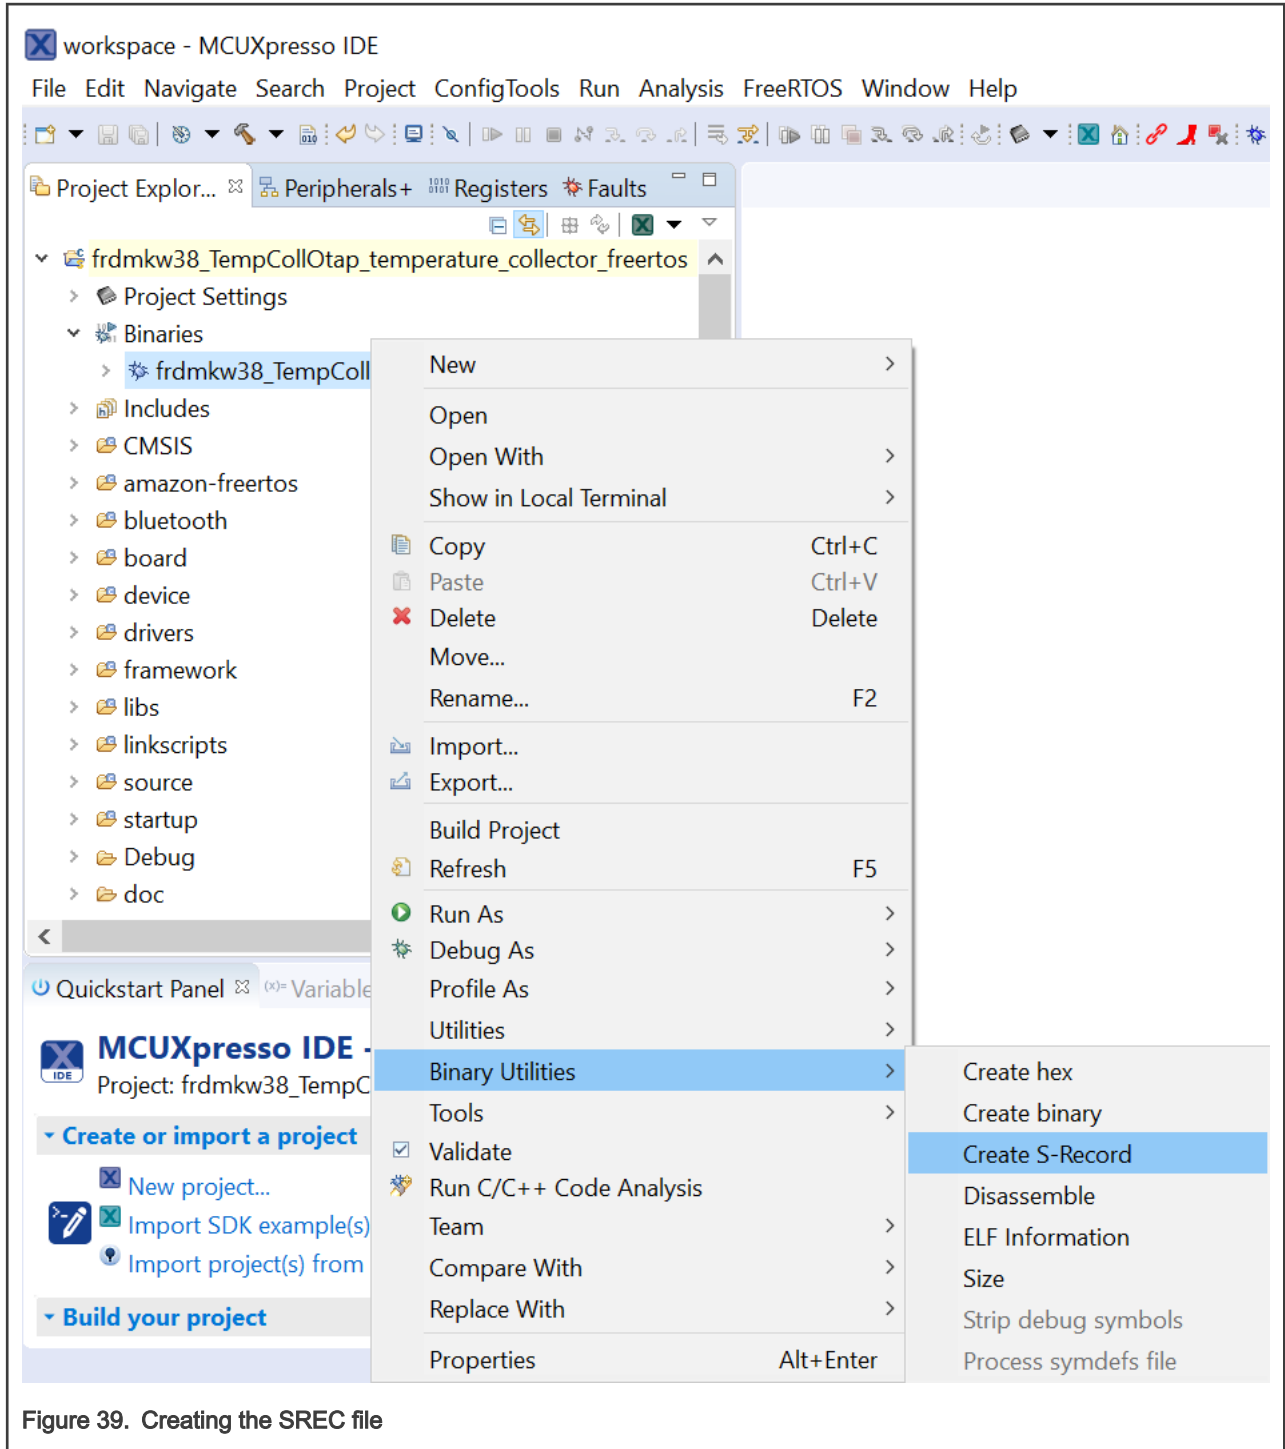 workspace - MCUXpresso IDE
File Edit Navigate Search Project ConfigTools Run Analysis FreeRTOS Window Help
Project Explor... Peripherals+ Registers Faults
frdmkw38_TempCollOtap_temperature_collector_freertos
Project Settings
Binaries
frdmkw38_TempColl
Includes
CMSIS
amazon-freertos
bluetooth
board
device
drivers
framework
libs
linkscripts
source
startup
Debug
doc
New
Open
Open With
Show in Local Terminal
Copy Ctrl+C
Paste Ctrl+V
Delete Delete
Move...
Rename... F2
Import...
Export...
Build Project
Refresh F5
Run As
Debug As
Profile As
Utilities
Binary Utilities
Tools
Validate
Run C/C++ Code Analysis
Team
Compare With
Replace With
Properties Alt+Enter
Create hex
Create binary
Create S-Record
Disassemble
ELF Information
Size
Strip debug symbols
Process symdefs file
Quickstart Panel (x)= Variable
MCUXpresso IDE -
IDE
Project: frdmkw38_TempC
Create or import a project
New project...
Import SDK example(s)
Import project(s) from
Build your project
Figure 39. Creating the SREC file